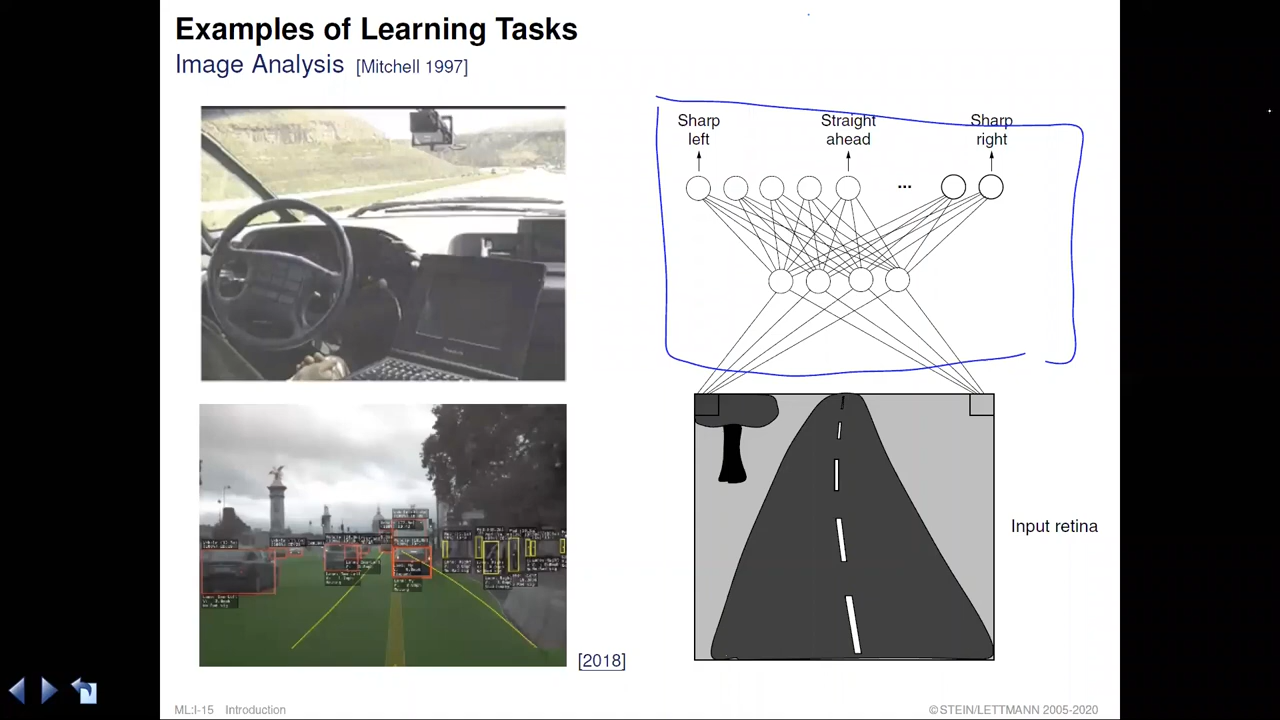 Examples of Learning Tasks
Image Analysis [Mitchell 1997]
Sharp left
Straight ahead
Sharp right
...
Input retina
[2018]
ML:I-15 Introduction
©STEIN/LETTMANN 2005-2020